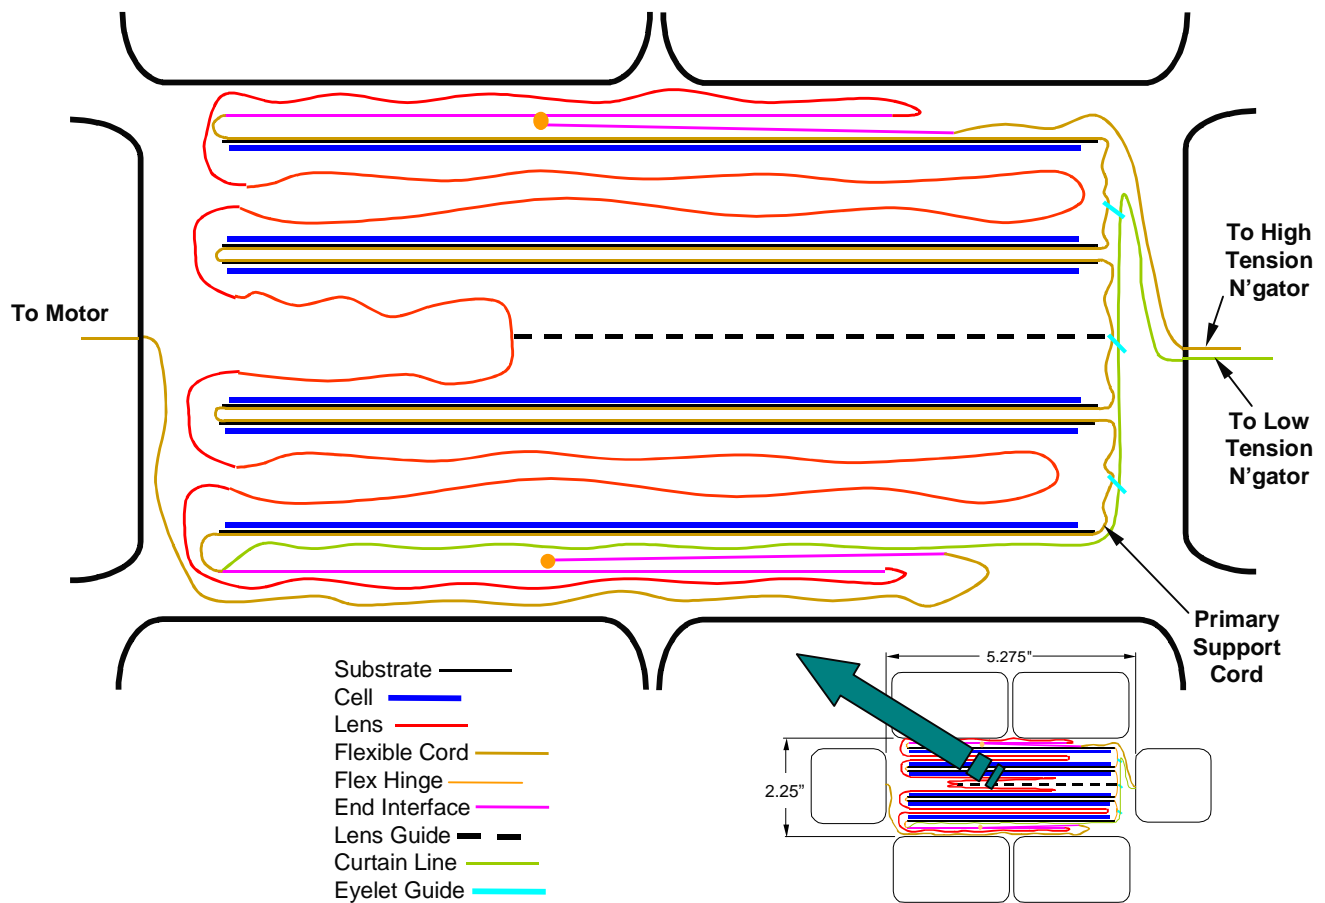 To High
Tension
N'gator
To Motor
To Low
Tension
N'gator
Primary
Support
Cord
5.275"
2.25"
Substrate
Cell
Lens
Flexible Cord
Flex Hinge
End Interface
Lens Guide
Curtain Line
Eyelet Guide